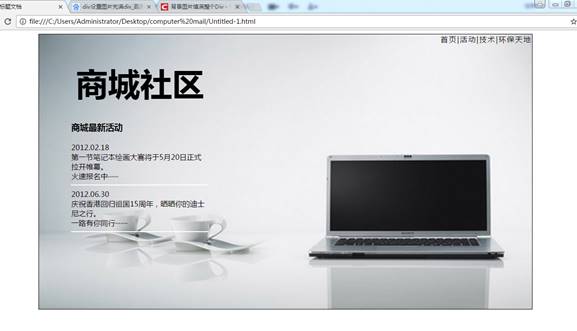 标题文档
div设置图片充满div_百
背景图片填满整个Div -
file:///C:/Users/Administrator/Desktop/computer%20mail/Untitled-1.html
首页|活动|技术|环保天地
商城社区
商城最新活动
2012.02.18
第一节笔记本绘画大赛将于5月20日正式
拉开帷幕。
火速报名中----
2012.06.30
庆祝香港回归祖国15周年，晒晒你的迪士
尼之行。
一路有你同行-----